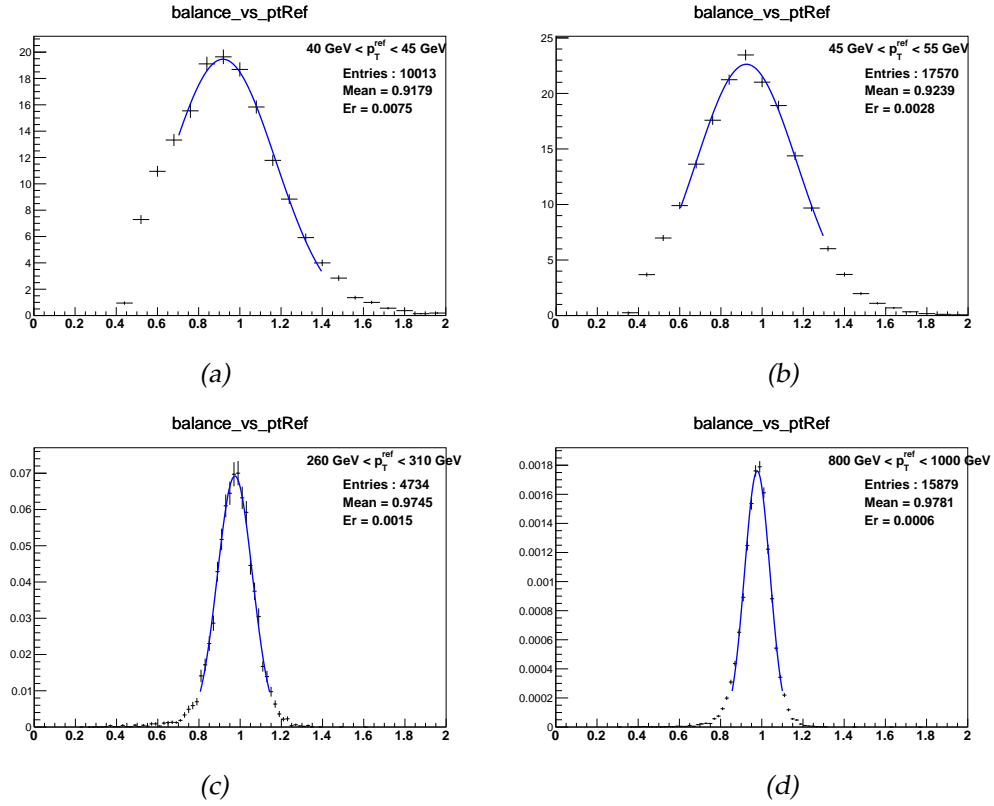 balance_vs_ptRef
40 GeV < p_T^ref < 45 GeV
Entries : 10013
Mean = 0.9179
Er = 0.0075
20
18
16
14
12
10
8
6
4
2
0
0 0.2 0.4 0.6 0.8 1 1.2 1.4 1.6 1.8 2
(a)
balance_vs_ptRef
45 GeV < p_T^ref < 55 GeV
Entries : 17570
Mean = 0.9239
Er = 0.0028
25
20
15
10
5
0
0 0.2 0.4 0.6 0.8 1 1.2 1.4 1.6 1.8 2
(b)
balance_vs_ptRef
260 GeV < p_T^ref < 310 GeV
Entries : 4734
Mean = 0.9745
Er = 0.0015
0.07
0.06
0.05
0.04
0.03
0.02
0.01
0
0 0.2 0.4 0.6 0.8 1 1.2 1.4 1.6 1.8 2
(c)
balance_vs_ptRef
800 GeV < p_T^ref < 1000 GeV
Entries : 15879
Mean = 0.9781
Er = 0.0006
0.0018
0.0016
0.0014
0.0012
0.001
0.0008
0.0006
0.0004
0.0002
0
0 0.2 0.4 0.6 0.8 1 1.2 1.4 1.6 1.8 2
(d)